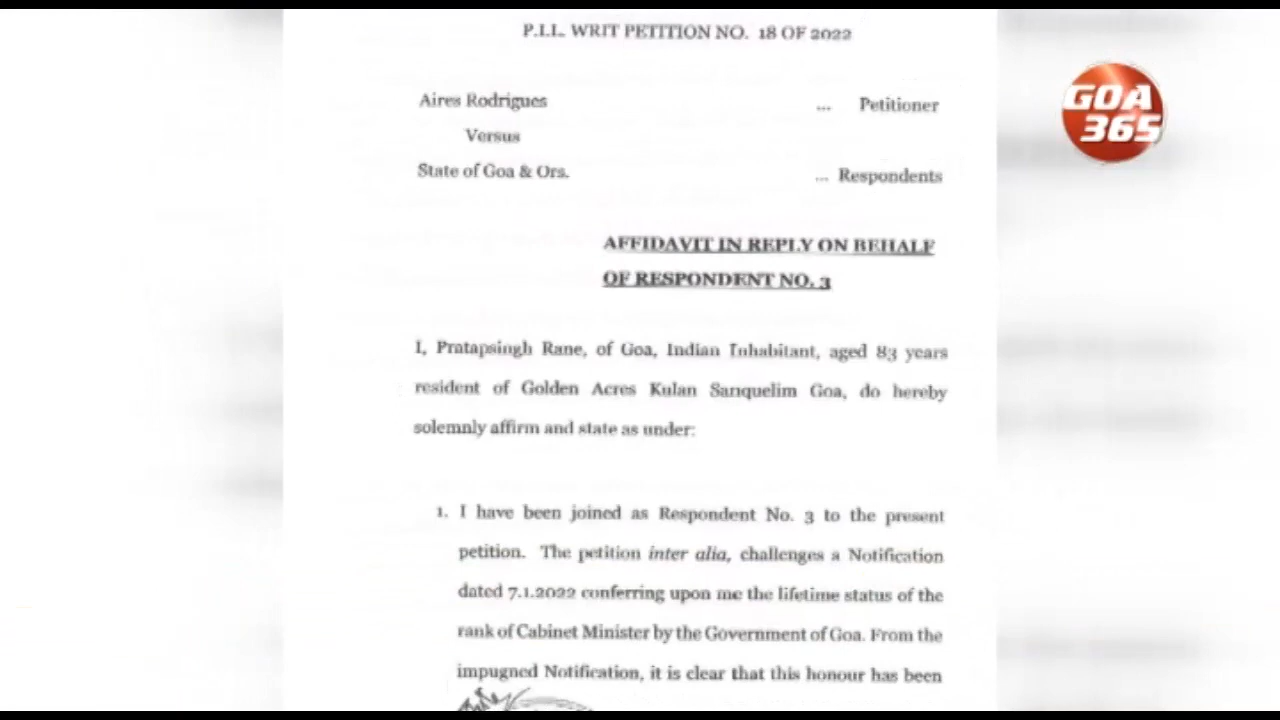 P.I.L. WRIT PETITION NO. 18 OF 2022
GOA
365
Aires Rodrigues ... Petitioner
Versus
State of Goa & Ors. ... Respondents
AFFIDAVIT IN REPLY ON BEHALF
OF RESPONDENT NO. 3
I, Pratapsingh Rane, of Goa, Indian Inhabitant, aged 83 years
resident of Golden Acres Kulan Sanquelim Goa, do hereby
solemnly affirm and state as under:
1. I have been joined as Respondent No. 3 to the present
petition. The petition inter alia, challenges a Notification
dated 7.1.2022 conferring upon me the lifetime status of the
rank of Cabinet Minister by the Government of Goa. From the
impugned Notification, it is clear that this honour has been